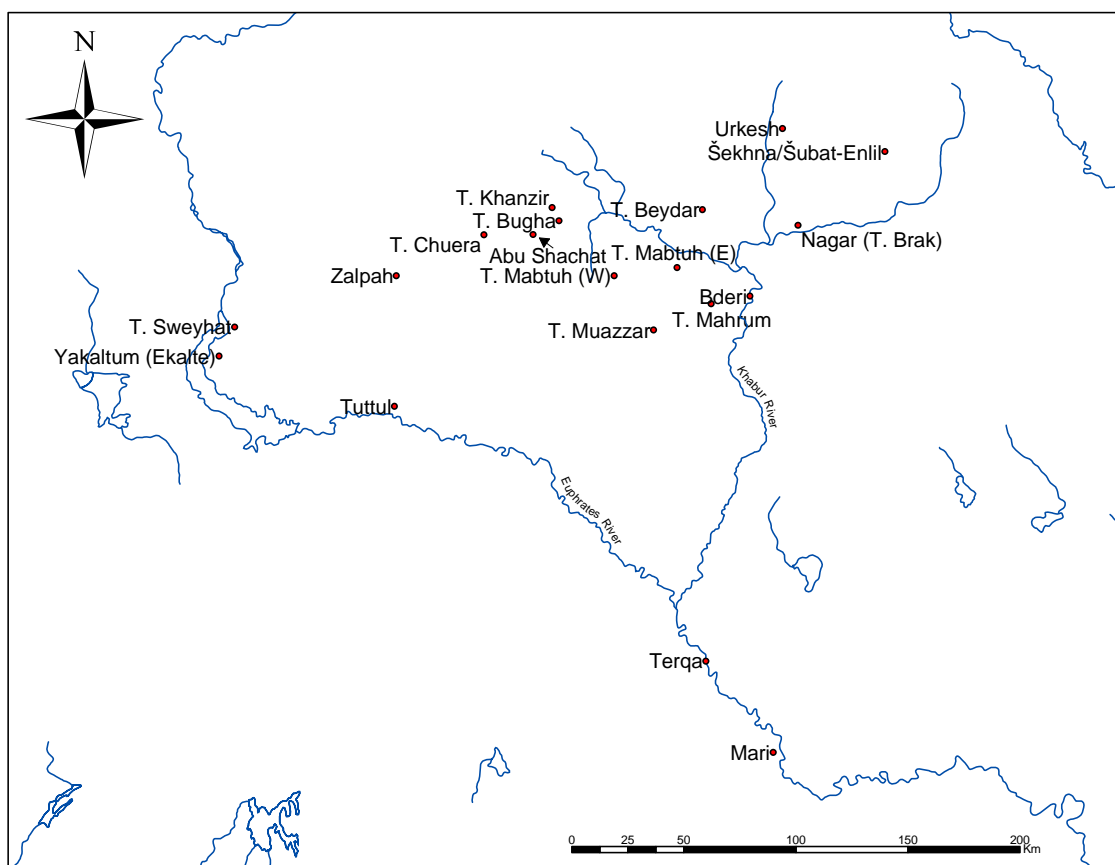 N
Urkesh
Šekhna/Šubat-Enlil
T. Khanzir
T. Bugha
T. Beydar
T. Chuera
Abu Shachat
T. Mabtuh (E)
Nagar (T. Brak)
Zalpah
T. Mabtuh (W)
Bderi
T. Mahrum
T. Sweyhat
T. Muazzar
Yakaltum (Ekalte)
Khabur River
Tuttul
Euphrates River
Terqa
Mari
0 25 50 100 150 200
Km